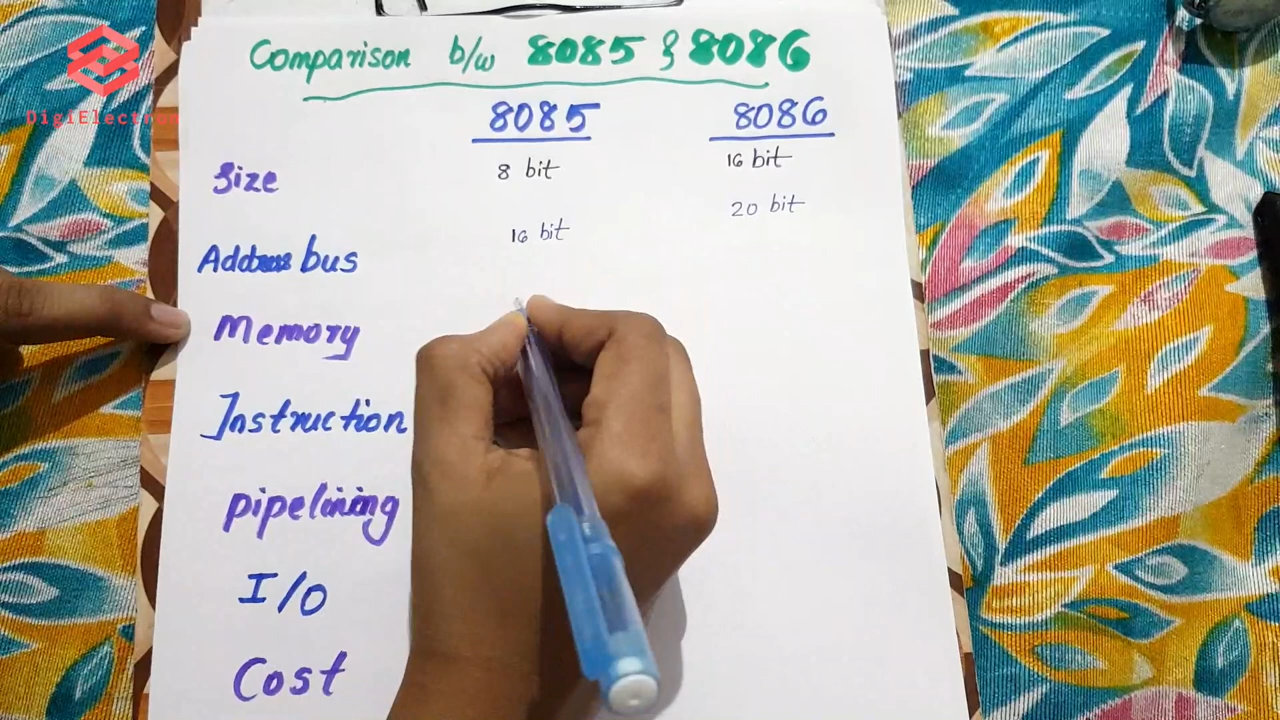 Comparison b/w 8085 & 8086
DigiElectron
8085 8086
Size 8 bit 16 bit
Address bus 16 bit 20 bit
Memory
Instruction
pipelining
I/O
Cost